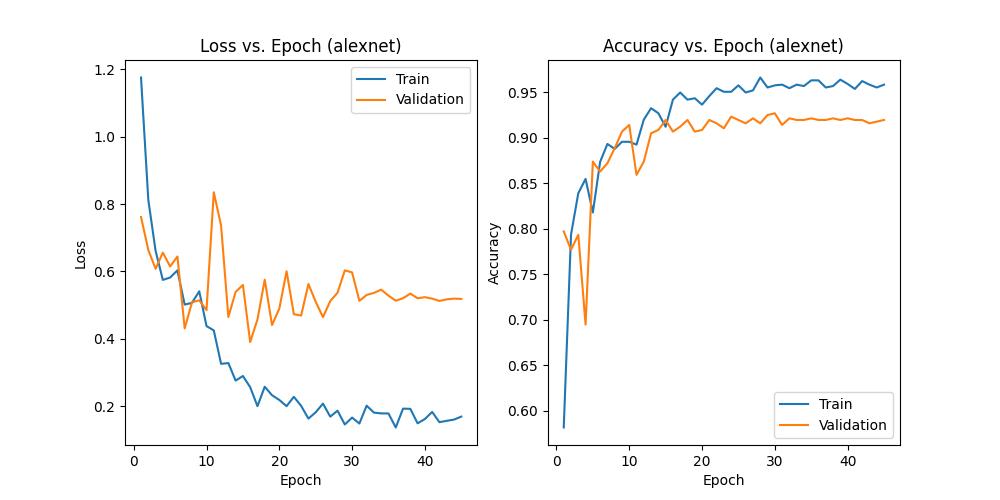 Loss vs. Epoch (alexnet)
Loss
1.2
1.0
0.8
0.6
0.4
0.2
0
10
20
30
40
Epoch
Train
Validation
Accuracy vs. Epoch (alexnet)
Accuracy
0.95
0.90
0.85
0.80
0.75
0.70
0.65
0.60
0
10
20
30
40
Epoch
Train
Validation